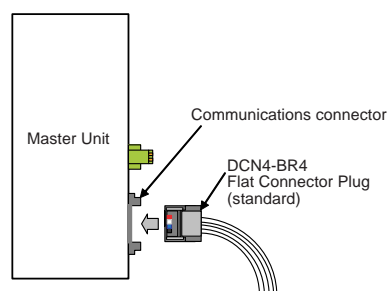 Communications connector
Master Unit
DCN4-BR4
Flat Connector Plug
(standard)